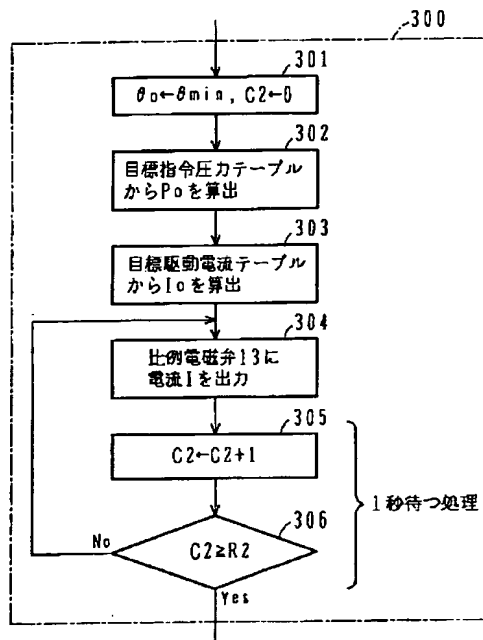 300
301
θo←θmin, C2←0
302
目標指令圧力テーブル
からPoを算出
303
目標駆動電流テーブル
からIoを算出
304
比例電磁弁13に
電流Iを出力
305
C2←C2+1
1秒待つ処理
306
C2≧R2
No
Yes